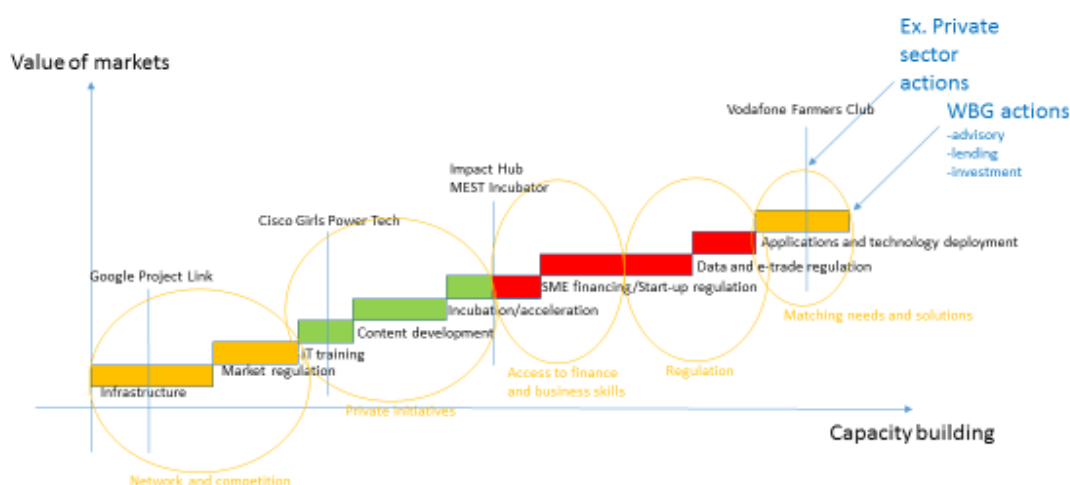 Ex. Private
sector
actions
Value of markets
Vodafone Farmers Club
WBG actions
-advisory
-lending
-investment
Impact Hub
MEST Incubator
Cisco Girls Power Tech
Applications and technology deployment
Google Project Link
Data and e-trade regulation
SME financing/Start-up regulation
Incubation/acceleration
Matching needs and solutions
Content development
iT training
Market regulation
Access to finance
and business skills
Regulation
Infrastructure
Private initiatives
Capacity building
Network and competition